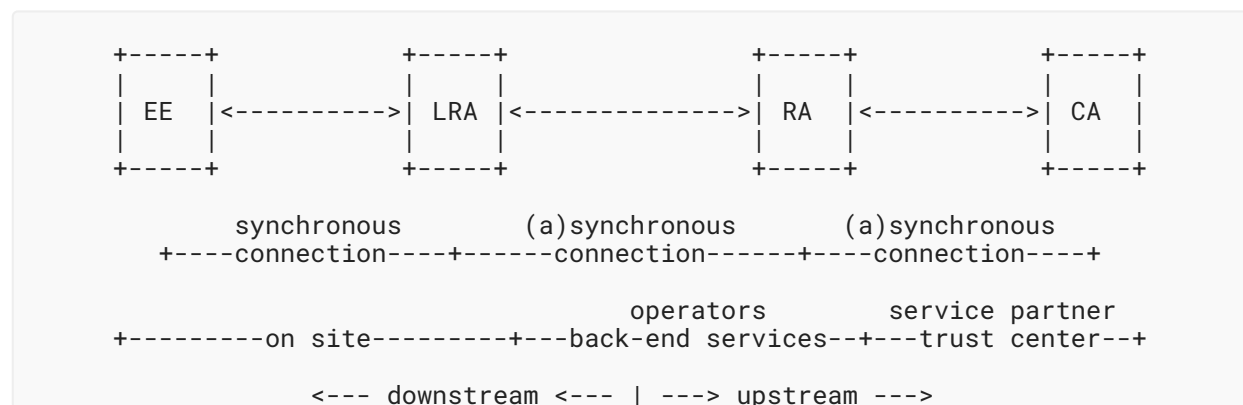 +-----+ +-----+ +-----+ +-----+
| | | | | | | |
| EE |<---------->| LRA |<-------------->| RA |<---------->| CA |
| | | | | | | |
+-----+ +-----+ +-----+ +-----+
synchronous (a)synchronous (a)synchronous
+----connection----+------connection------+----connection----+
operators service partner
+---------on site---------+---back-end services--+---trust center--+
<--- downstream <--- | ---> upstream --->